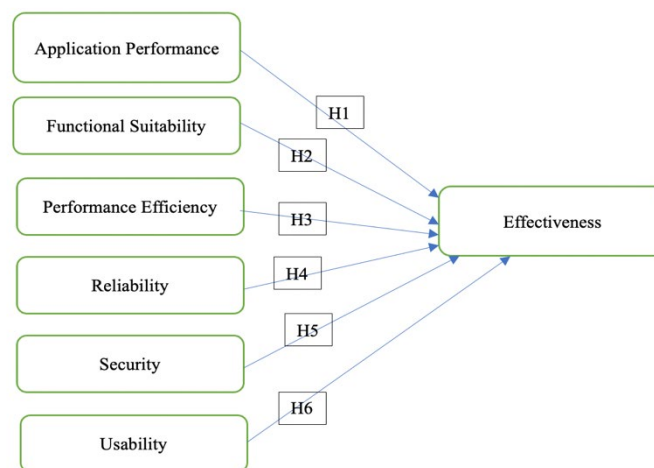 Application Performance
H1
Functional Suitability
H2
Performance Efficiency
H3
Effectiveness
Reliability
H4
Security
H5
Usability
H6